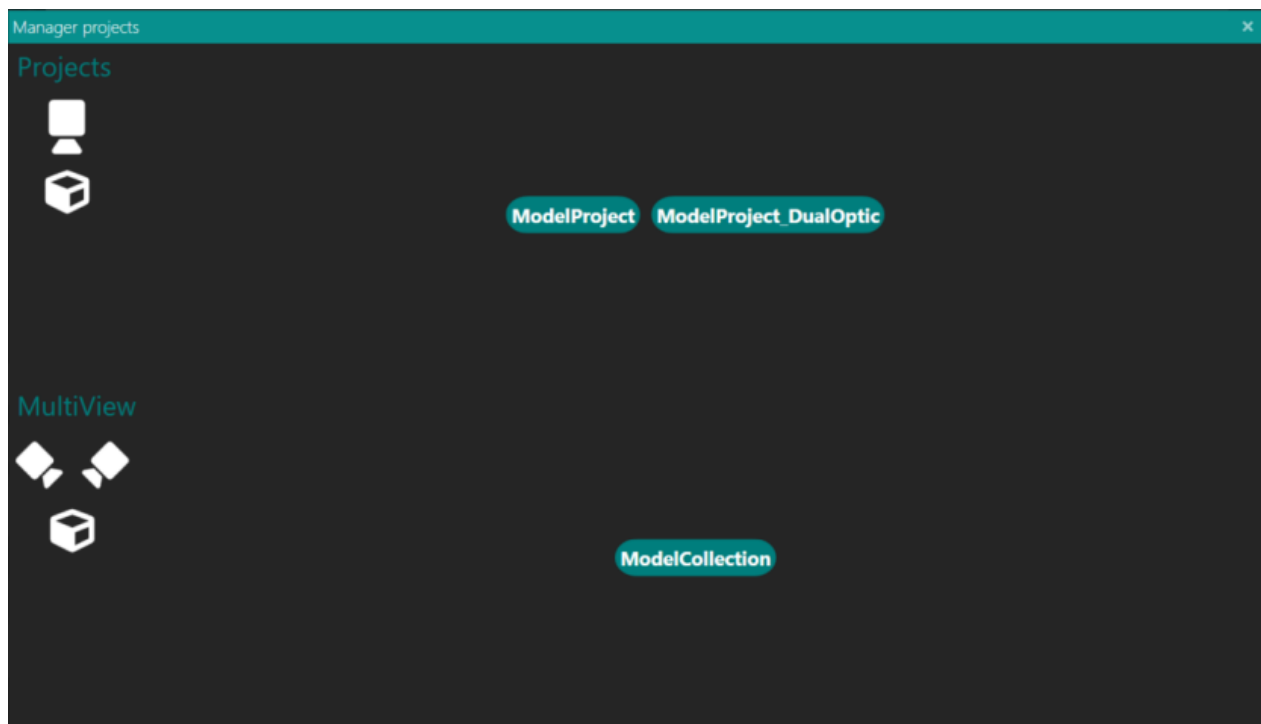 Manager projects
Projects
ModelProject ModelProject_DualOptic
MultiView
ModelCollection